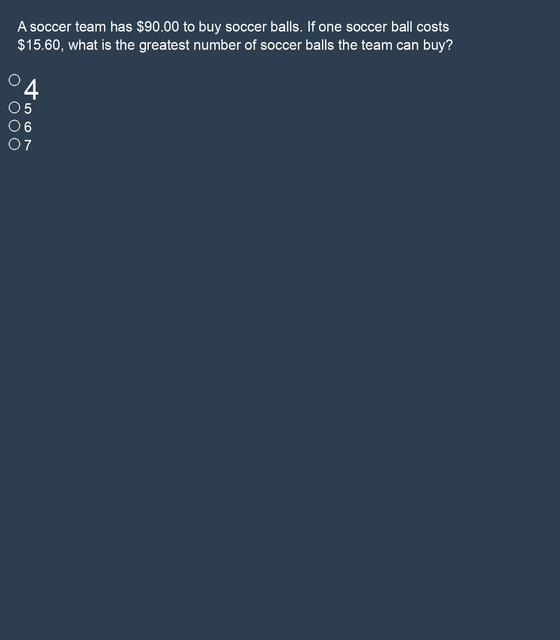 A soccer team has $90.00 to buy soccer balls. If one soccer ball costs
$15.60, what is the greatest number of soccer balls the team can buy?
4
5
6
7